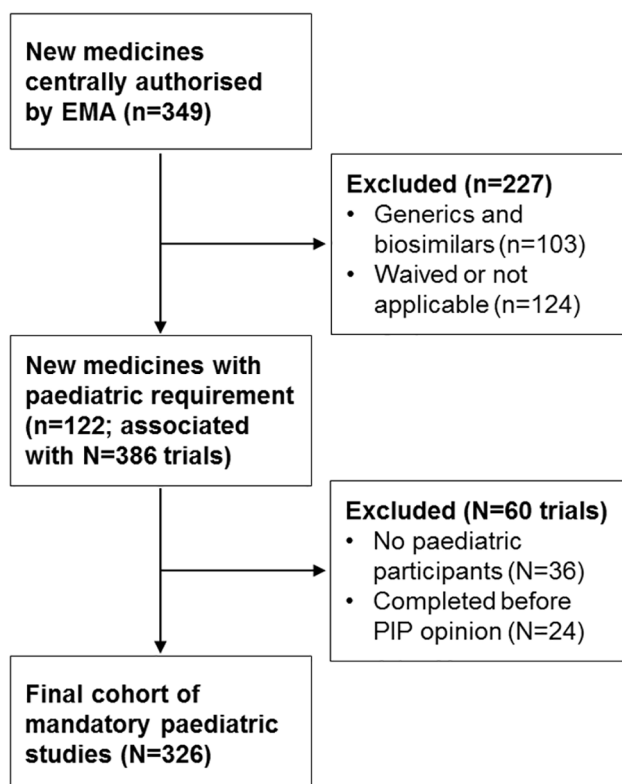 New medicines
centrally authorised
by EMA (n=349)
Excluded (n=227)
• Generics and
biosimilars (n=103)
• Waived or not
applicable (n=124)
New medicines with
paediatric requirement
(n=122; associated
with N=386 trials)
Excluded (N=60 trials)
• No paediatric
participants (N=36)
• Completed before
PIP opinion (N=24)
Final cohort of
mandatory paediatric
studies (N=326)